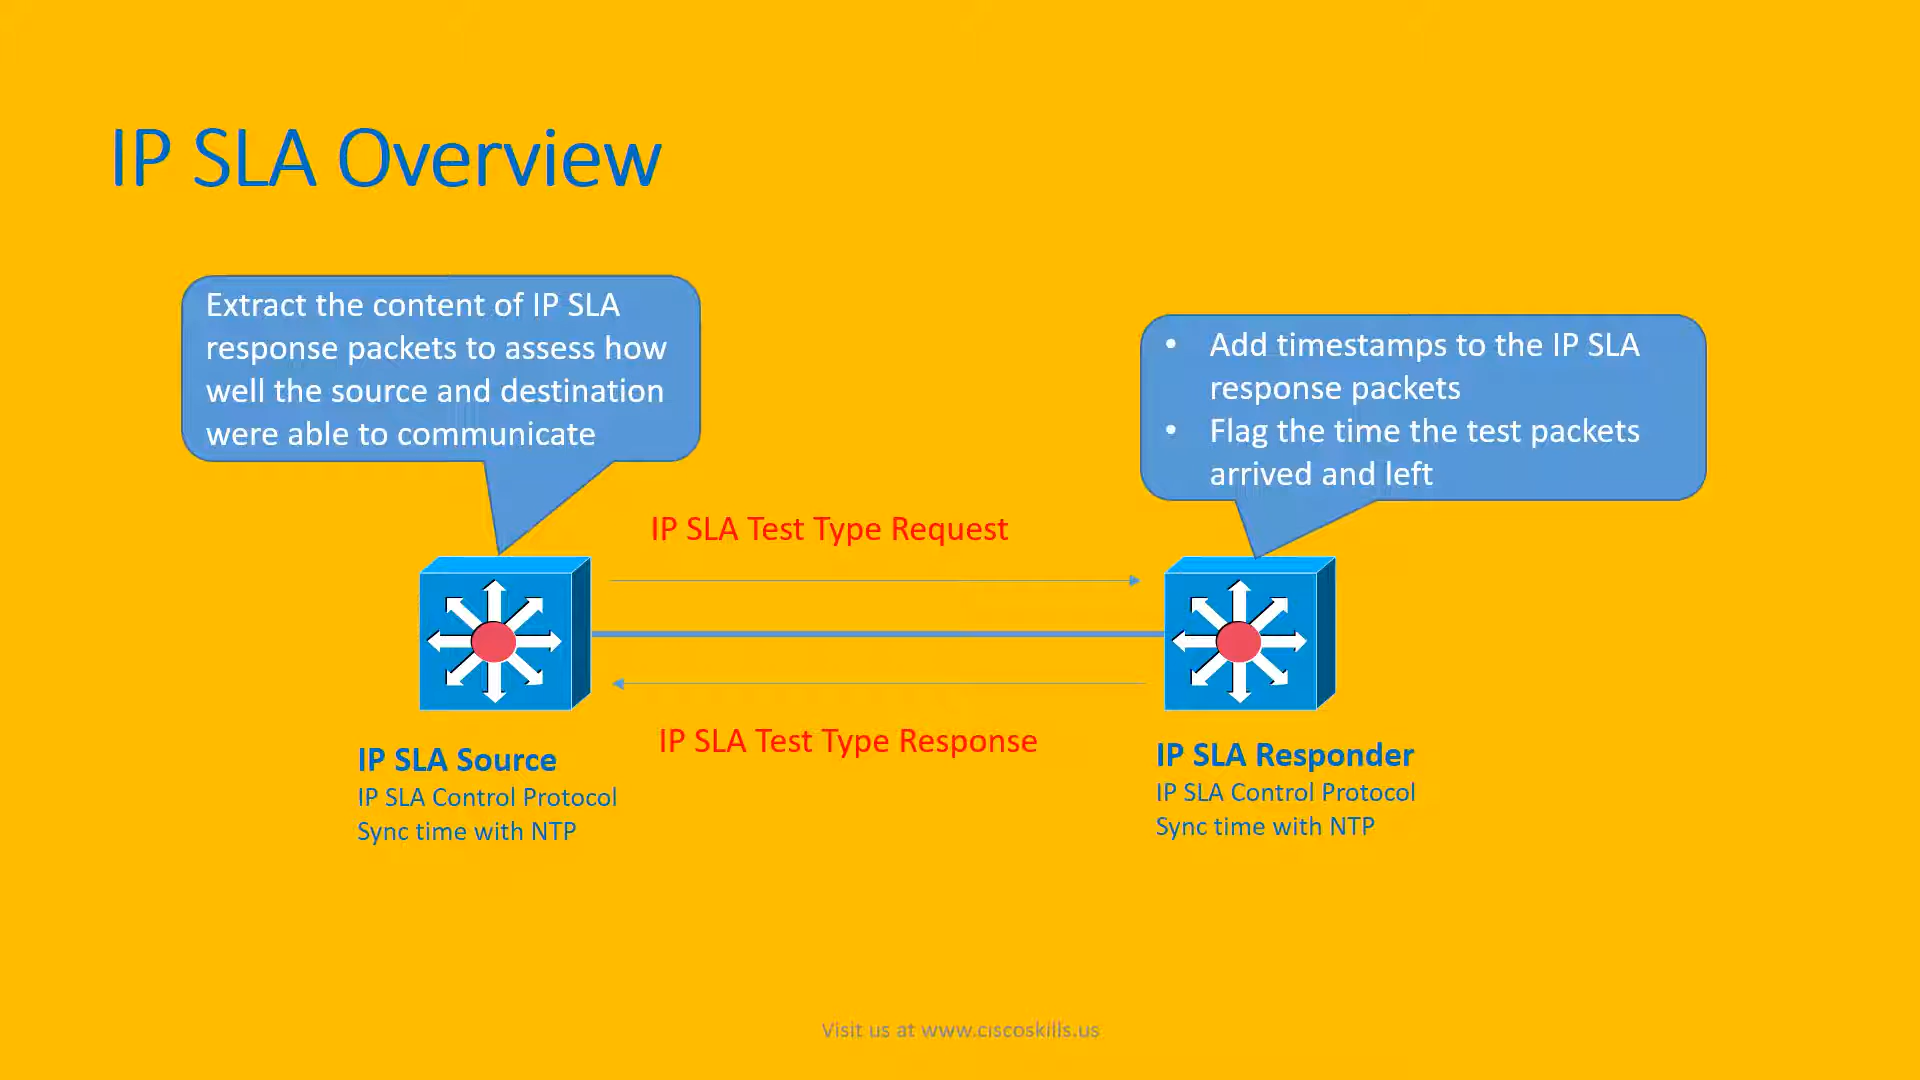 IP SLA Overview
Extract the content of IP SLA
response packets to assess how
well the source and destination
were able to communicate
• Add timestamps to the IP SLA
response packets
• Flag the time the test packets
arrived and left
IP SLA Test Type Request
IP SLA Test Type Response
IP SLA Source
IP SLA Control Protocol
Sync time with NTP
IP SLA Responder
IP SLA Control Protocol
Sync time with NTP
Visit us at www.ciscoskills.us